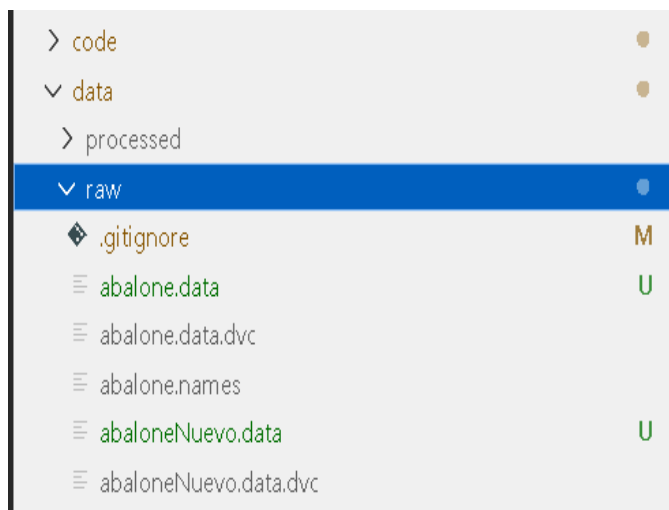 code
data
processed
raw
.gitignore M
abalone.data U
abalone.data.dvc
abalone.names
abaloneNuevo.data U
abaloneNuevo.data.dvc